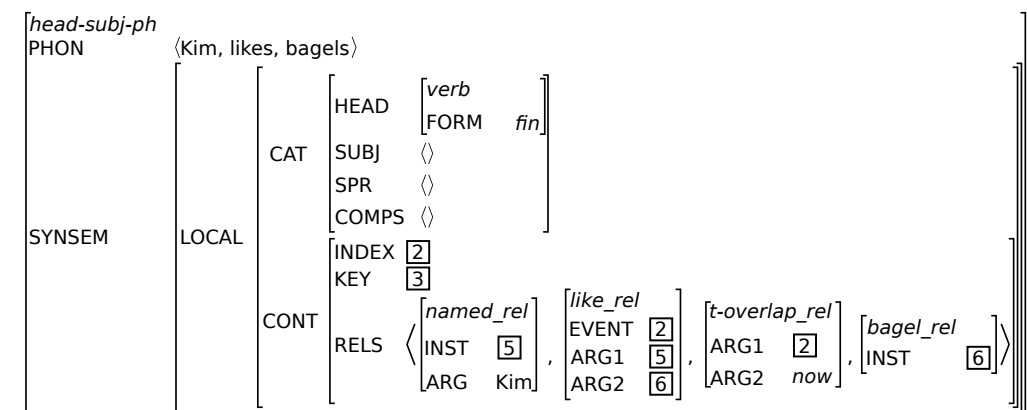 head-subj-ph
PHON ⟨Kim, likes, bagels⟩
SYNSEM LOCAL CAT HEAD verb
FORM fin
SUBJ ⟨⟩
SPR ⟨⟩
COMPS ⟨⟩
CONT INDEX 2
KEY 3
RELS ⟨ named_rel
INST 5
ARG Kim ,
like_rel
EVENT 2
ARG1 5
ARG2 6 ,
t-overlap_rel
ARG1 2
ARG2 now ,
bagel_rel
INST 6 ⟩